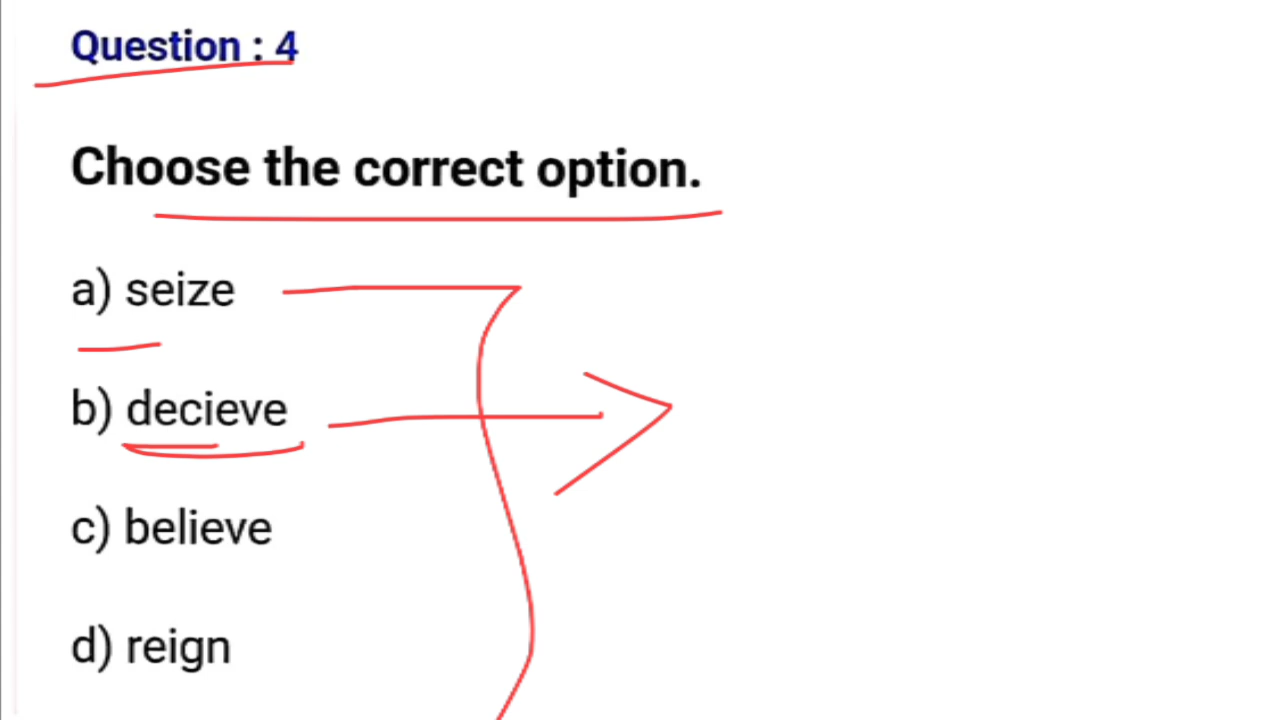 Question : 4
Choose the correct option.
a) seize
b) decieve
c) believe
d) reign